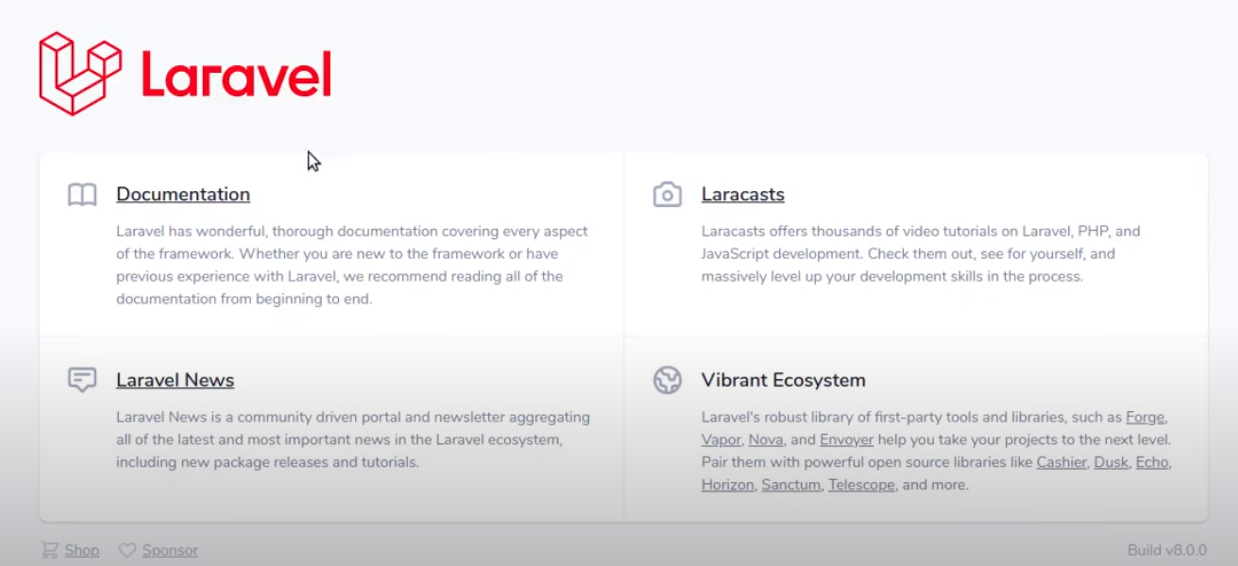 Laravel
Documentation
Laravel has wonderful, thorough documentation covering every aspect
of the framework. Whether you are new to the framework or have
previous experience with Laravel, we recommend reading all of the
documentation from beginning to end.
Laracasts
Laracasts offers thousands of video tutorials on Laravel, PHP, and
JavaScript development. Check them out, see for yourself, and
massively level up your development skills in the process.
Laravel News
Laravel News is a community driven portal and newsletter aggregating
all of the latest and most important news in the Laravel ecosystem,
including new package releases and tutorials.
Vibrant Ecosystem
Laravel's robust library of first-party tools and libraries, such as Forge,
Vapor, Nova, and Envoyer help you take your projects to the next level.
Pair them with powerful open source libraries like Cashier, Dusk, Echo,
Horizon, Sanctum, Telescope, and more.
Shop Sponsor
Build v8.0.0